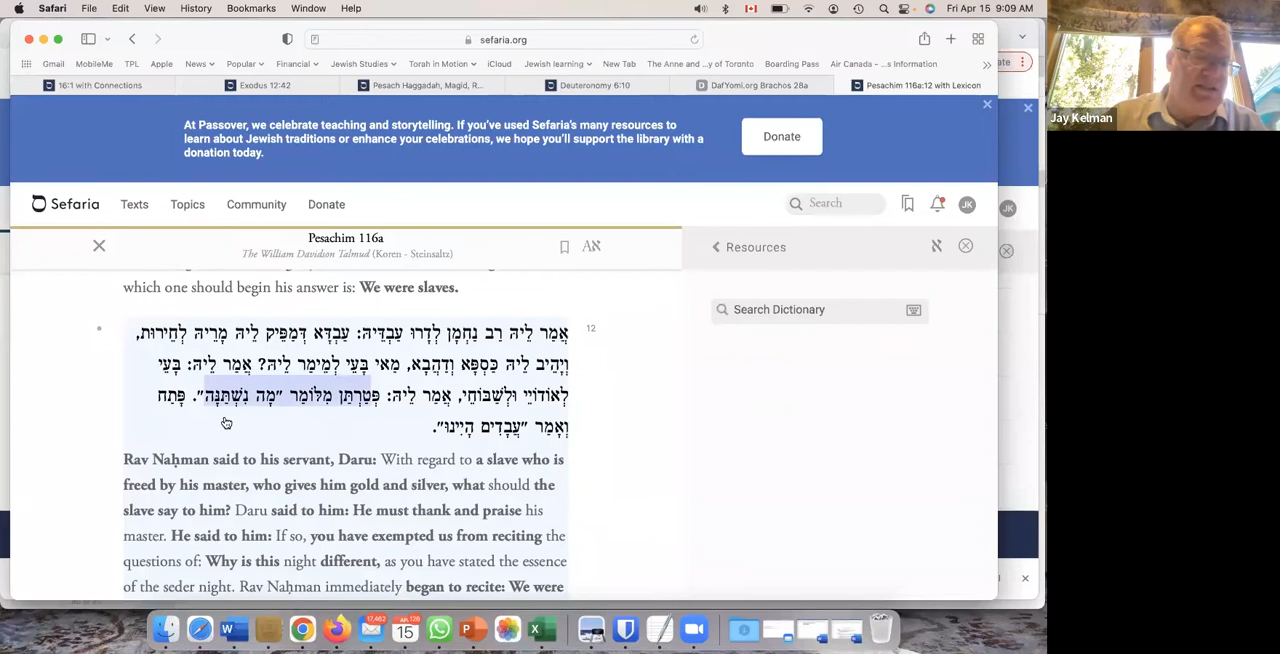 Safari File Edit View History Bookmarks Window Help Fri Apr 15 9:09 AM
sefaria.org
Gmail MobileMe TPL Apple News Popular Financial Jewish Studies Torah in Motion iCloud Jewish learning New Tab The Anne and ...y of Toronto Boarding Pass Air Canada - ...s Information
16:1 with Connections Exodus 12:42 Pesach Haggadah, Magid, R... Deuteronomy 6:10 DafYomi.org Brachos 28a Pesachim 116a:12 with Lexicon
At Passover, we celebrate teaching and storytelling. If you've used Sefaria's many resources to
learn about Jewish traditions or enhance your celebrations, we hope you'll support the library with a
donation today.
Donate
Sefaria Texts Topics Community Donate Search JK
JK
Pesachim 116a
The William Davidson Talmud (Koren - Steinsaltz)
Resources
Search Dictionary
which one should begin his answer is: We were slaves.
12
אֲמַר לֵיהּ רַב נַחְמָן לְדָרוּ עַבְדֵּיהּ: עַבְדָּא דְּמַפֵּיק לֵיהּ מָרֵיהּ לְחֵירוּת,
וְיָהֵיב לֵיהּ כַּסְפָּא וְדַהֲבָא, מַאי בָּעֵי לְמֵימַר לֵיהּ? אֲמַר לֵיהּ: בָּעֵי
לְאוֹדוֹיֵי וּלְשַׁבּוֹחֵי, אֲמַר לֵיהּ: פְּטַרְתַּן מִלּוֹמַר ״מָה נִשְׁתַּנָּה״. פָּתַח
וְאָמַר ״עֲבָדִים הָיִינוּ״.
Rav Naḥman said to his servant, Daru: With regard to a slave who is
freed by his master, who gives him gold and silver, what should the
slave say to him? Daru said to him: He must thank and praise his
master. He said to him: If so, you have exempted us from reciting the
questions of: Why is this night different, as you have stated the essence
of the seder night. Rav Naḥman immediately began to recite: We were
Jay Kelman
17,462
15